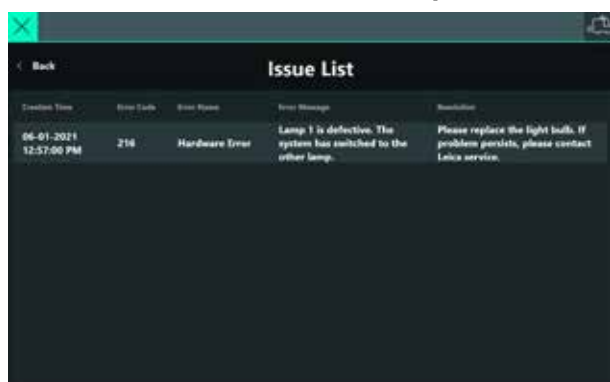 Back
Issue List
Creation Time Error Code Error Name Error Message Resolution
06-01-2021
12:57:00 PM
216
Hardware Error
Lamp 1 is defective. The
system has switched to the
other lamp.
Please replace the light bulb. If
problem persists, please contact
Leica service.